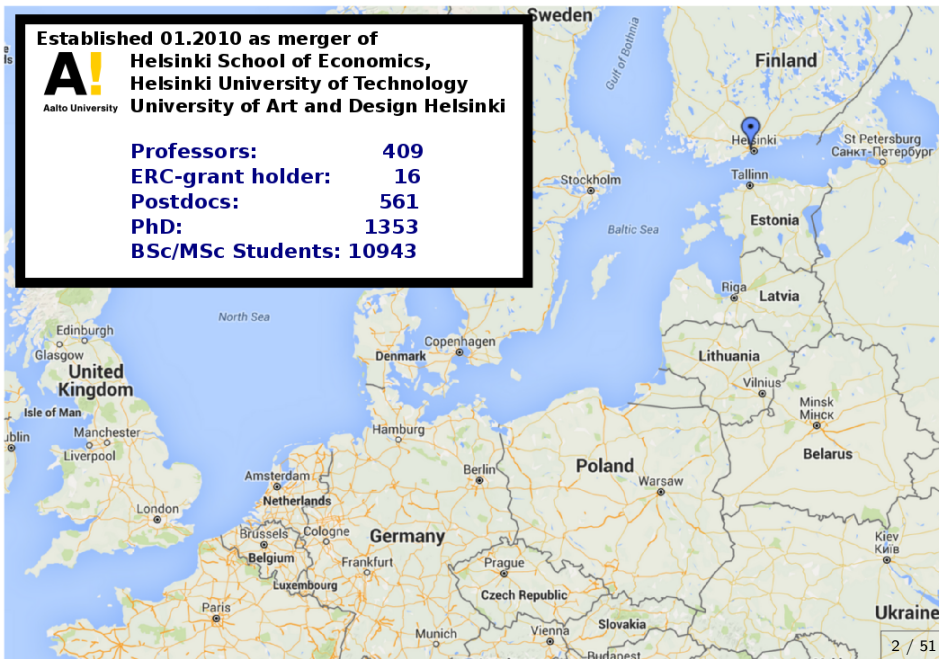 Established 01.2010 as merger of
A!
Aalto University
Helsinki School of Economics,
Helsinki University of Technology
University of Art and Design Helsinki
Professors: 409
ERC-grant holder: 16
Postdocs: 561
PhD: 1353
BSc/MSc Students: 10943
Sweden
Gulf of Bothnia
Finland
Helsinki
St Petersburg
Санкт-Петербург
Stockholm
Tallinn
Baltic Sea
Estonia
Riga
Latvia
North Sea
Edinburgh
Glasgow
Copenhagen
Denmark
Lithuania
United
Kingdom
Vilnius
Isle of Man
Minsk
Мінск
Manchester
Hamburg
Liverpool
Belarus
Berlin
Poland
Amsterdam
Warsaw
Netherlands
London
Brussels
Cologne
Germany
Kiev
Київ
Belgium
Frankfurt
Prague
Luxembourg
Czech Republic
Paris
Ukraine
Slovakia
Munich
Vienna
Budapest
2 / 51